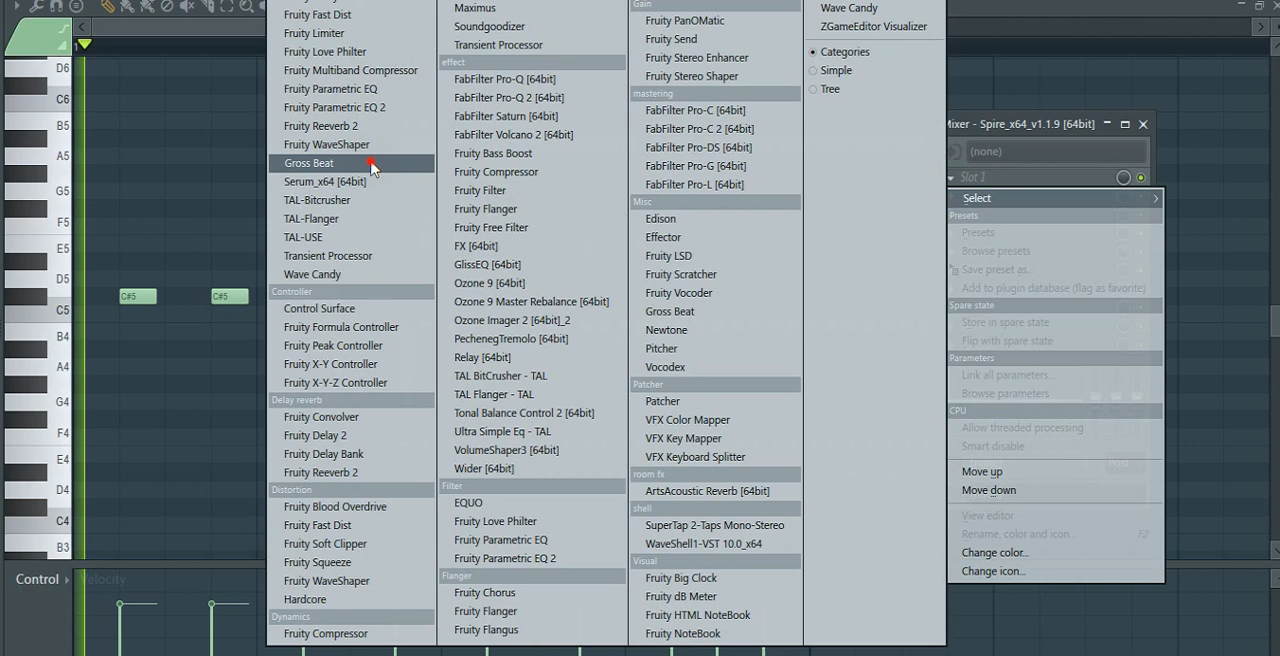 D6
C6
B5
A5
G5
F5
E5
D5
C5
B4
A4
G4
F4
E4
D4
C4
B3
C#5
C#5
Control
Velocity
Fruity Fast Dist
Fruity Limiter
Fruity Love Philter
Fruity Multiband Compressor
Fruity Parametric EQ
Fruity Parametric EQ 2
Fruity Reeverb 2
Fruity WaveShaper
Gross Beat
Serum_x64 [64bit]
TAL-Bitcrusher
TAL-Flanger
TAL-USE
Transient Processor
Wave Candy
Controller
Control Surface
Fruity Formula Controller
Fruity Peak Controller
Fruity X-Y Controller
Fruity X-Y-Z Controller
Delay reverb
Fruity Convolver
Fruity Delay 2
Fruity Delay Bank
Fruity Reeverb 2
Distortion
Fruity Blood Overdrive
Fruity Fast Dist
Fruity Soft Clipper
Fruity Squeeze
Fruity WaveShaper
Hardcore
Dynamics
Fruity Compressor
Maximus
Soundgoodizer
Transient Processor
effect
FabFilter Pro-Q [64bit]
FabFilter Pro-Q 2 [64bit]
FabFilter Saturn [64bit]
FabFilter Volcano 2 [64bit]
Fruity Bass Boost
Fruity Compressor
Fruity Filter
Fruity Flanger
Fruity Free Filter
FX [64bit]
GlissEQ [64bit]
Ozone 9 [64bit]
Ozone 9 Master Rebalance [64bit]
Ozone Imager 2 [64bit]_2
PechenegTremolo [64bit]
Relay [64bit]
TAL BitCrusher - TAL
TAL Flanger - TAL
Tonal Balance Control 2 [64bit]
Ultra Simple Eq - TAL
VolumeShaper3 [64bit]
Wider [64bit]
Filter
EQUO
Fruity Love Philter
Fruity Parametric EQ
Fruity Parametric EQ 2
Flanger
Fruity Chorus
Fruity Flanger
Fruity Flangus
Gain
Fruity PanOMatic
Fruity Send
Fruity Stereo Enhancer
Fruity Stereo Shaper
mastering
FabFilter Pro-C [64bit]
FabFilter Pro-C 2 [64bit]
FabFilter Pro-DS [64bit]
FabFilter Pro-G [64bit]
FabFilter Pro-L [64bit]
Misc
Edison
Effector
Fruity LSD
Fruity Scratcher
Fruity Vocoder
Gross Beat
Newtone
Pitcher
Vocodex
Patcher
Patcher
VFX Color Mapper
VFX Key Mapper
VFX Keyboard Splitter
room fx
ArtsAcoustic Reverb [64bit]
shell
SuperTap 2-Taps Mono-Stereo
WaveShell1-VST 10.0_x64
Visual
Fruity Big Clock
Fruity dB Meter
Fruity HTML NoteBook
Fruity NoteBook
Wave Candy
ZGameEditor Visualizer
Categories
Simple
Tree
Mixer - Spire_x64_v1.1.9 [64bit]
(none)
Slot 1
Select
Presets
Presets
Browse presets
Save preset as...
Add to plugin database (flag as favorite)
Spare state
Store in spare state
Flip with spare state
Parameters
Link all parameters...
Browse parameters
CPU
Allow threaded processing
Smart disable
Move up
Move down
View editor
Rename, color and icon... F2
Change color...
Change icon...